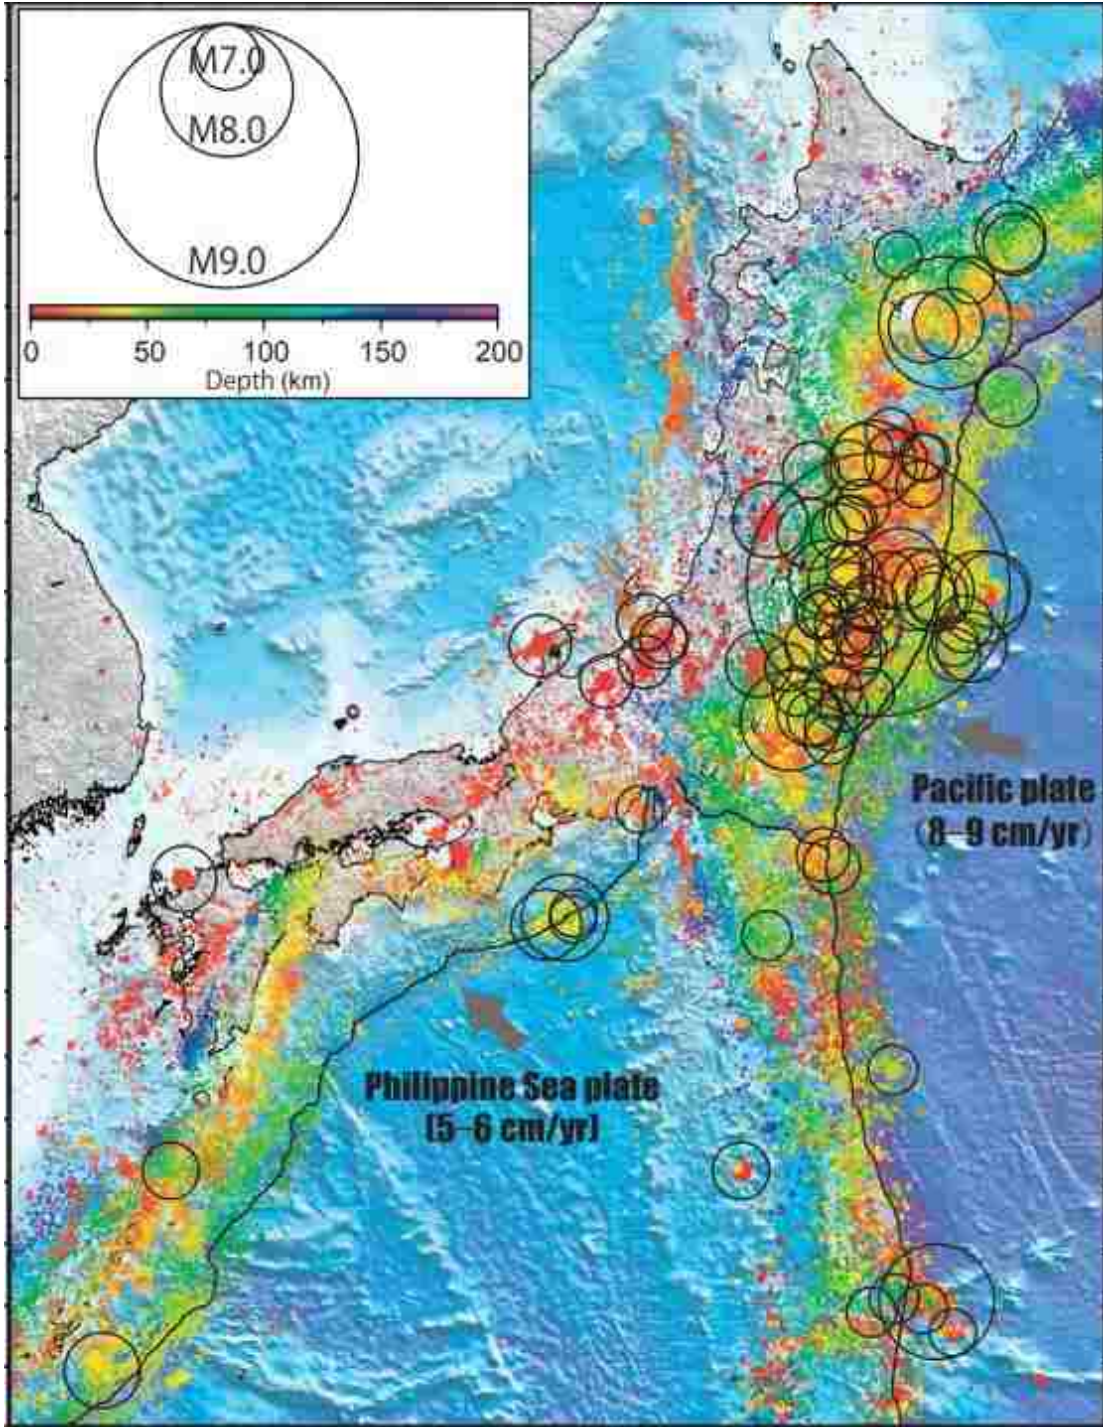 M7.0
M8.0
M9.0
0 50 100 150 200
Depth (km)
Pacific plate
(8–9 cm/yr)
Philippine Sea plate
(5–6 cm/yr)